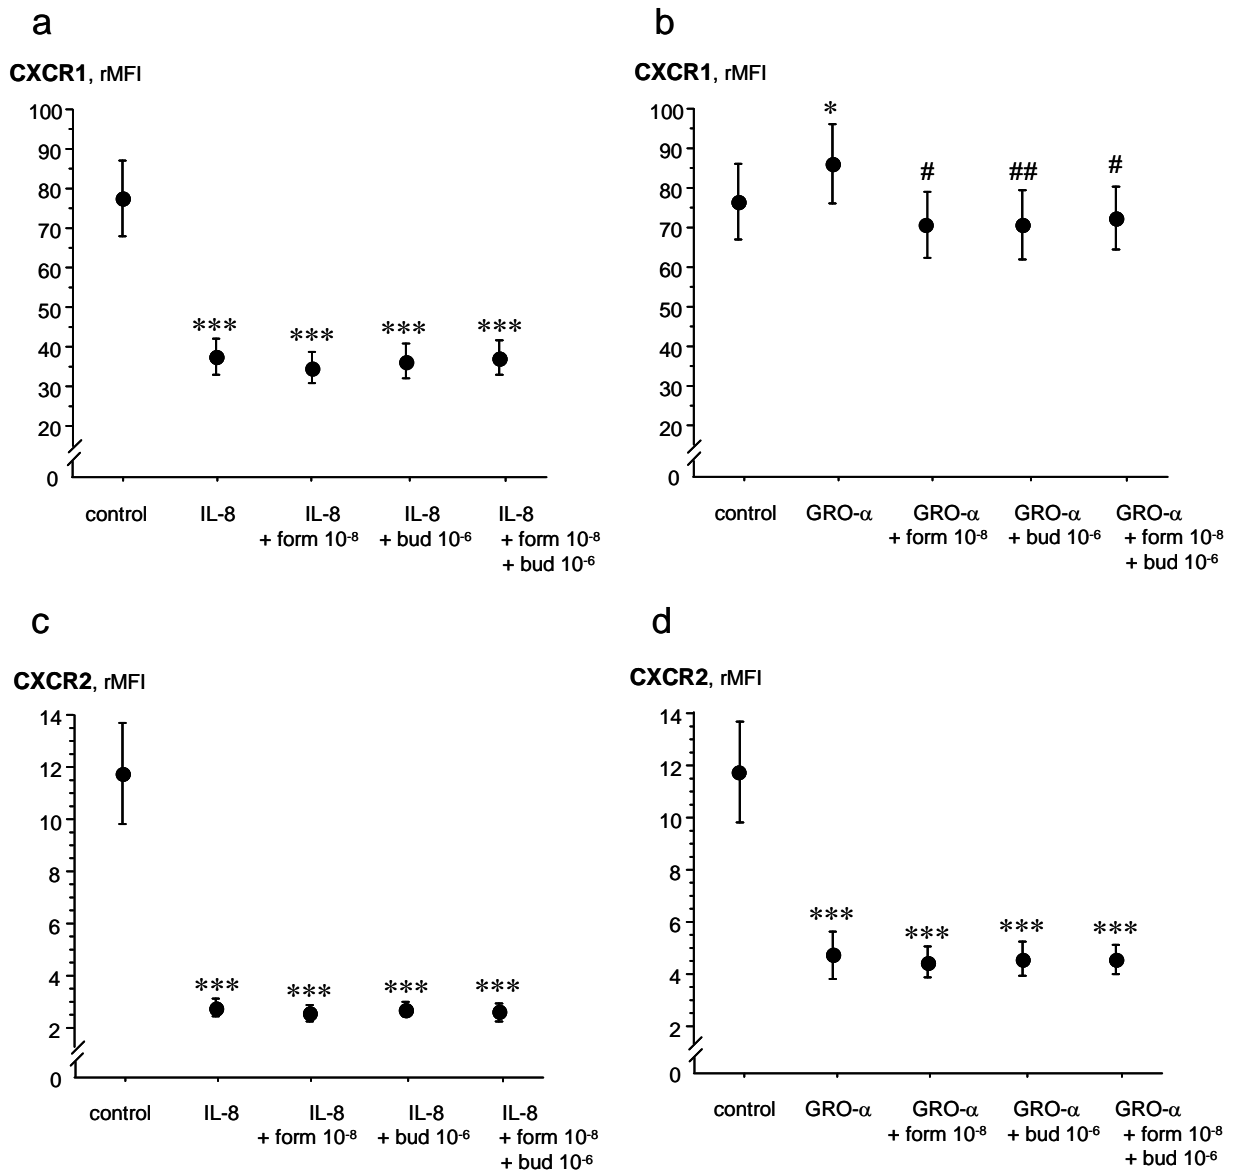 a
CXCR1, rMFI
100
90
80
70
60
50
40
30
20
0
***
***
***
***
control
IL-8
IL-8
+ form 10-8
IL-8
+ bud 10-6
IL-8
+ form 10-8
+ bud 10-6
b
CXCR1, rMFI
100
90
80
70
60
50
40
30
20
0
*
#
##
#
control
GRO-α
GRO-α
+ form 10-8
GRO-α
+ bud 10-6
GRO-α
+ form 10-8
+ bud 10-6
c
CXCR2, rMFI
14
12
10
8
6
4
2
0
***
***
***
***
control
IL-8
IL-8
+ form 10-8
IL-8
+ bud 10-6
IL-8
+ form 10-8
+ bud 10-6
d
CXCR2, rMFI
14
12
10
8
6
4
2
0
***
***
***
***
control
GRO-α
GRO-α
+ form 10-8
GRO-α
+ bud 10-6
GRO-α
+ form 10-8
+ bud 10-6